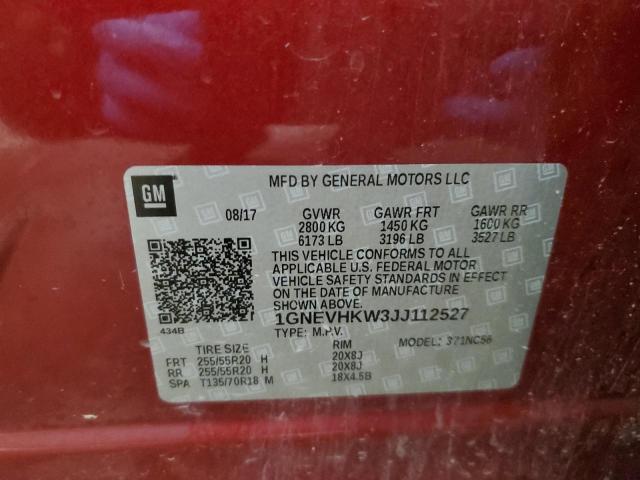 GM
MFD BY GENERAL MOTORS LLC
08/17 GVWR GAWR FRT GAWR RR
2800 KG 1450 KG 1600 KG
6173 LB 3196 LB 3527 LB
THIS VEHICLE CONFORMS TO ALL
APPLICABLE U.S. FEDERAL MOTOR
VEHICLE SAFETY STANDARDS IN EFFECT
ON THE DATE OF MANUFACTURE
SHOWN ABOVE.
434B
1GNEVHKW3JJ112527
TYPE: M.P.V. MODEL:
TIRE SIZE RIM
FRT 255/55R20 H 20X8J
RR 255/55R20 H 20X8J
SPA T135/70R18 M 18X4.5B